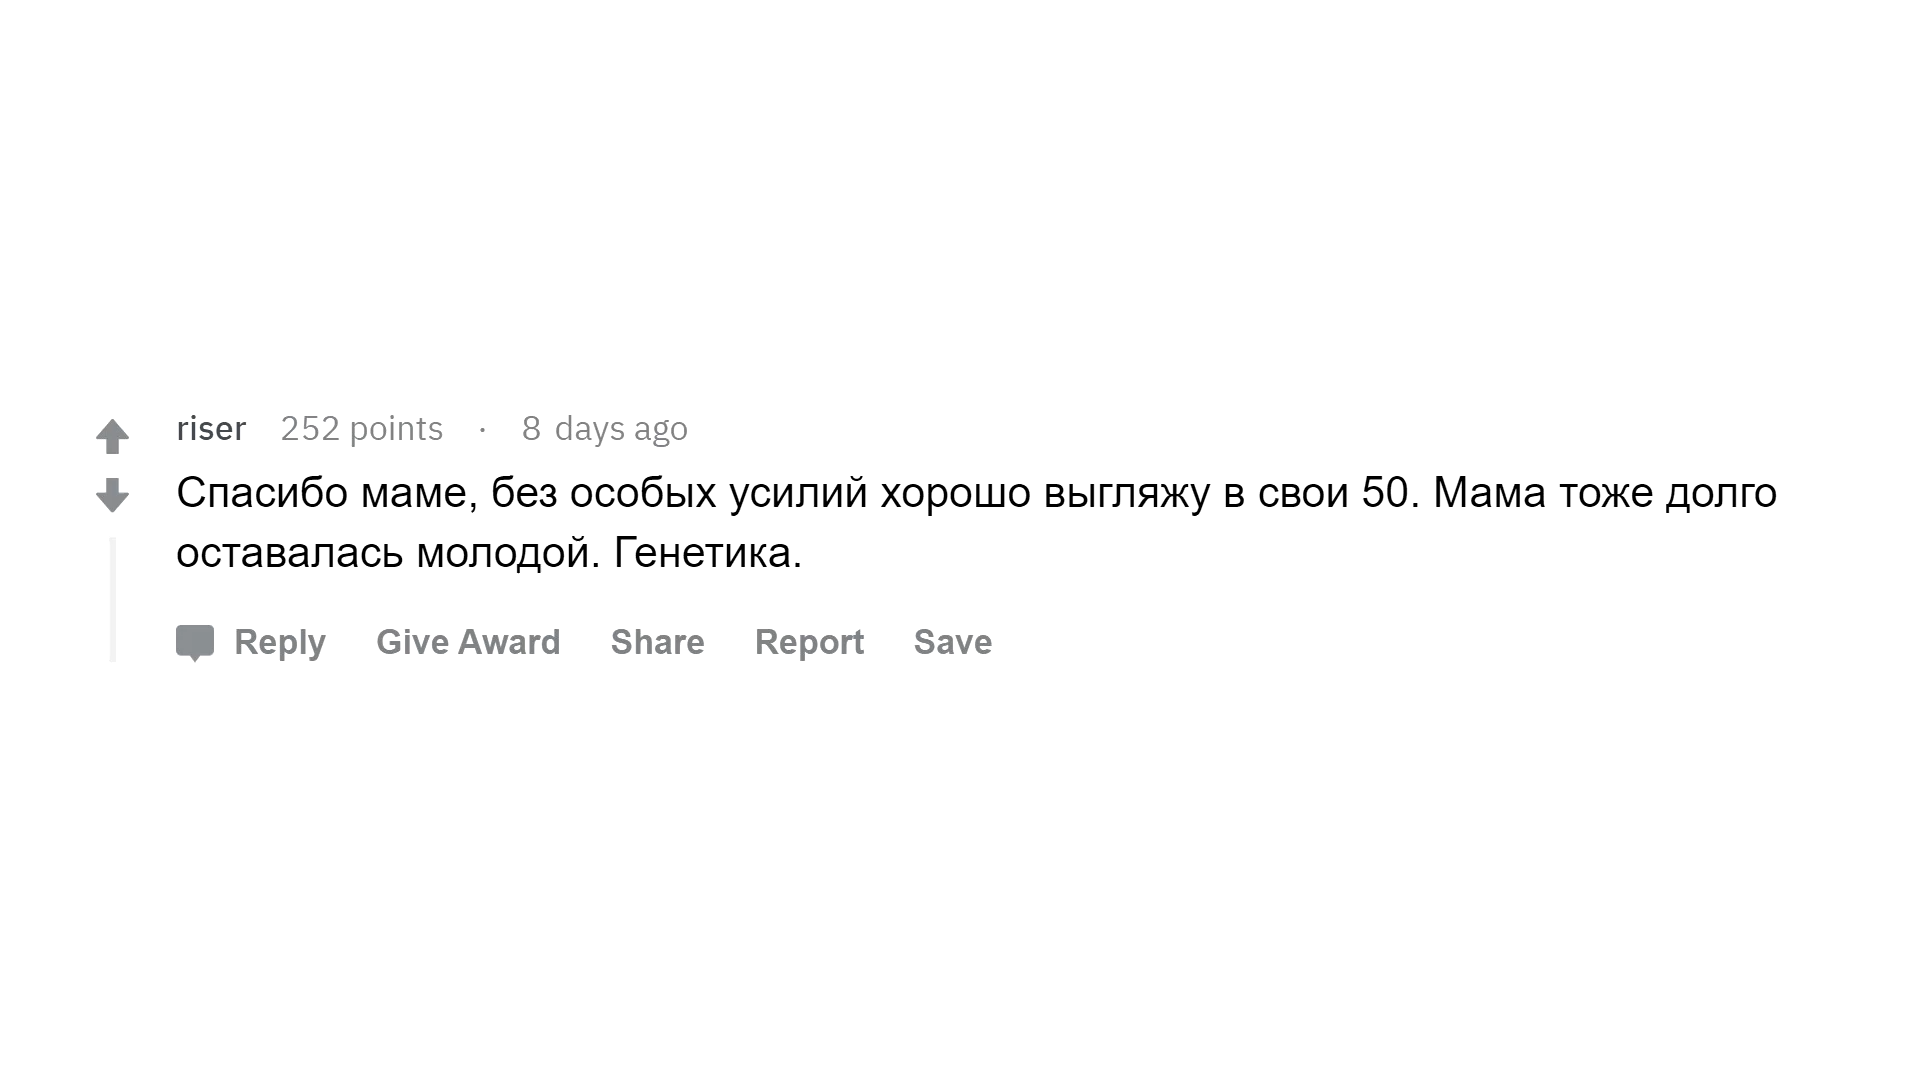 riser 252 points · 8 days ago
Спасибо маме, без особых усилий хорошо выгляжу в свои 50. Мама тоже долго
оставалась молодой. Генетика.
Reply Give Award Share Report Save